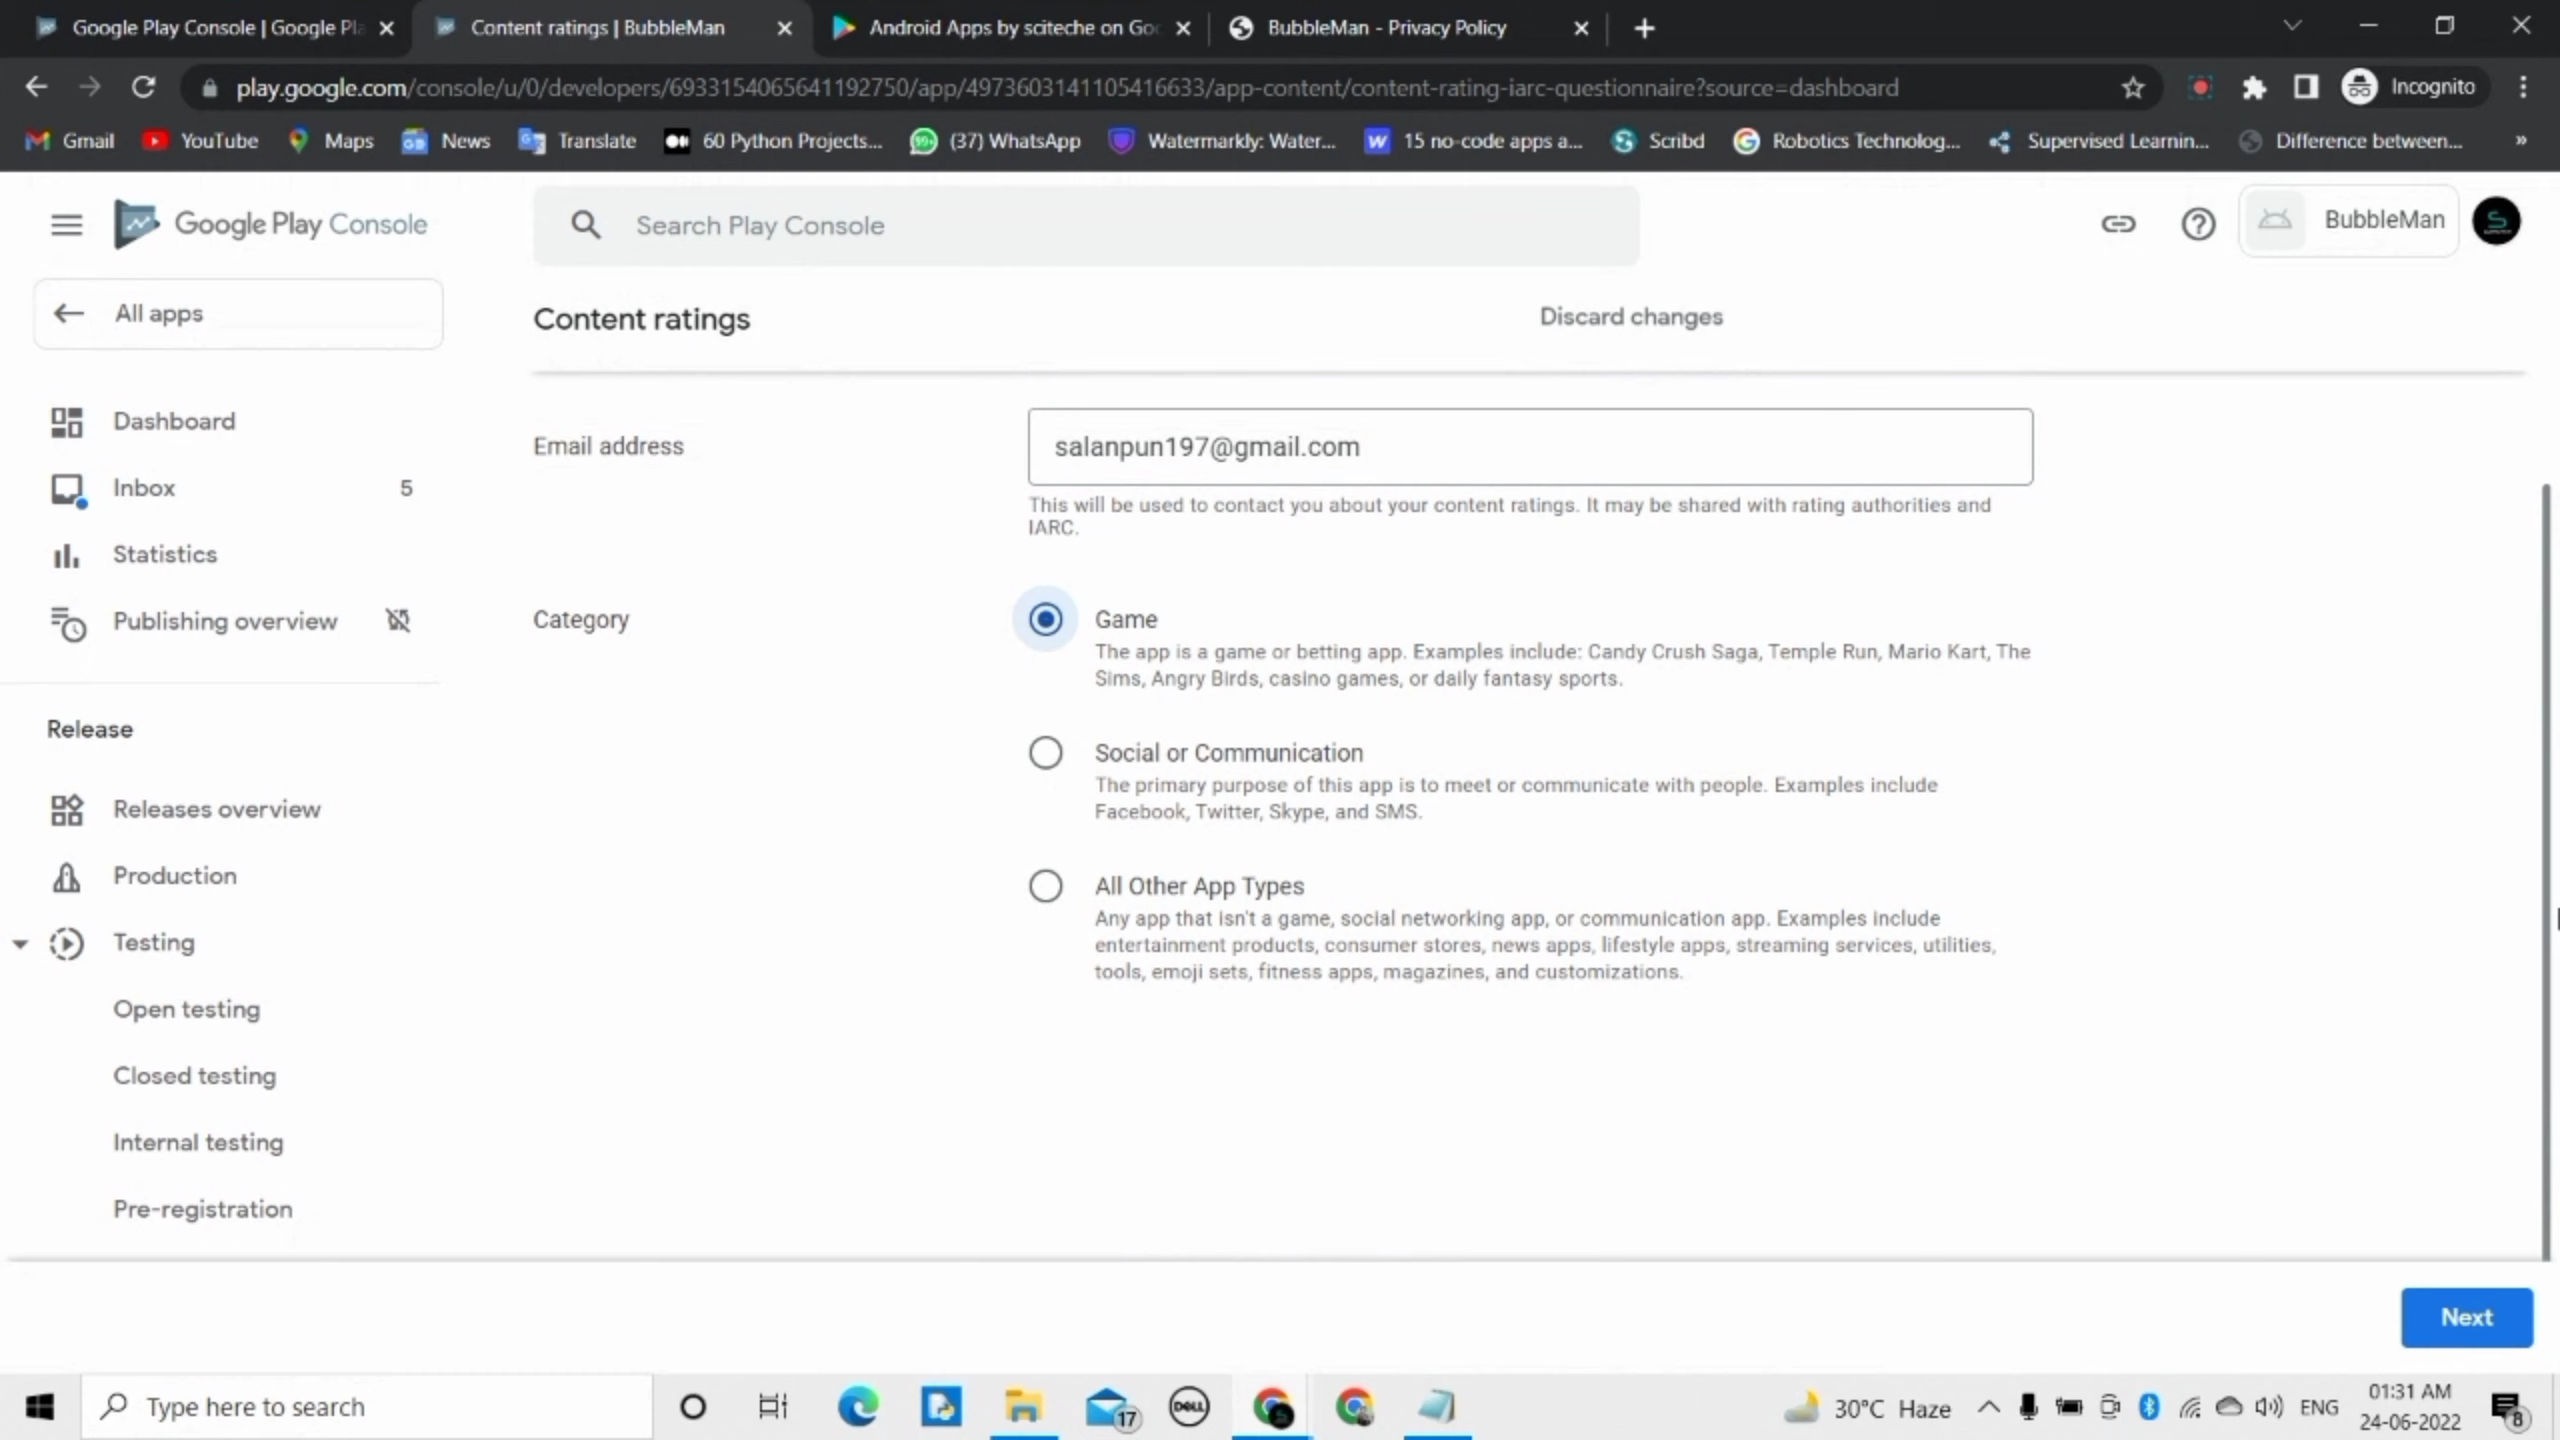 Google Play Console | Google Pla
Content ratings | BubbleMan
Android Apps by sciteche on Goo
BubbleMan - Privacy Policy
play.google.com/console/u/0/developers/6933154065641192750/app/4973603141105416633/app-content/content-rating-iarc-questionnaire?source=dashboard
Incognito
Gmail
YouTube
Maps
News
Translate
60 Python Projects...
(37) WhatsApp
Watermarkly: Water...
15 no-code apps a...
Scribd
Robotics Technolog...
Supervised Learnin...
Difference between...
»
Google Play Console
Search Play Console
BubbleMan
All apps
Content ratings
Discard changes
Dashboard
Inbox 5
Statistics
Publishing overview
Release
Releases overview
Production
Testing
Open testing
Closed testing
Internal testing
Pre-registration
Email address
salanpun197@gmail.com
This will be used to contact you about your content ratings. It may be shared with rating authorities and
IARC.
Category
Game
The app is a game or betting app. Examples include: Candy Crush Saga, Temple Run, Mario Kart, The
Sims, Angry Birds, casino games, or daily fantasy sports.
Social or Communication
The primary purpose of this app is to meet or communicate with people. Examples include
Facebook, Twitter, Skype, and SMS.
All Other App Types
Any app that isn't a game, social networking app, or communication app. Examples include
entertainment products, consumer stores, news apps, lifestyle apps, streaming services, utilities,
tools, emoji sets, fitness apps, magazines, and customizations.
Next
Type here to search
17
DELL
30°C Haze
ENG
01:31 AM
24-06-2022
8